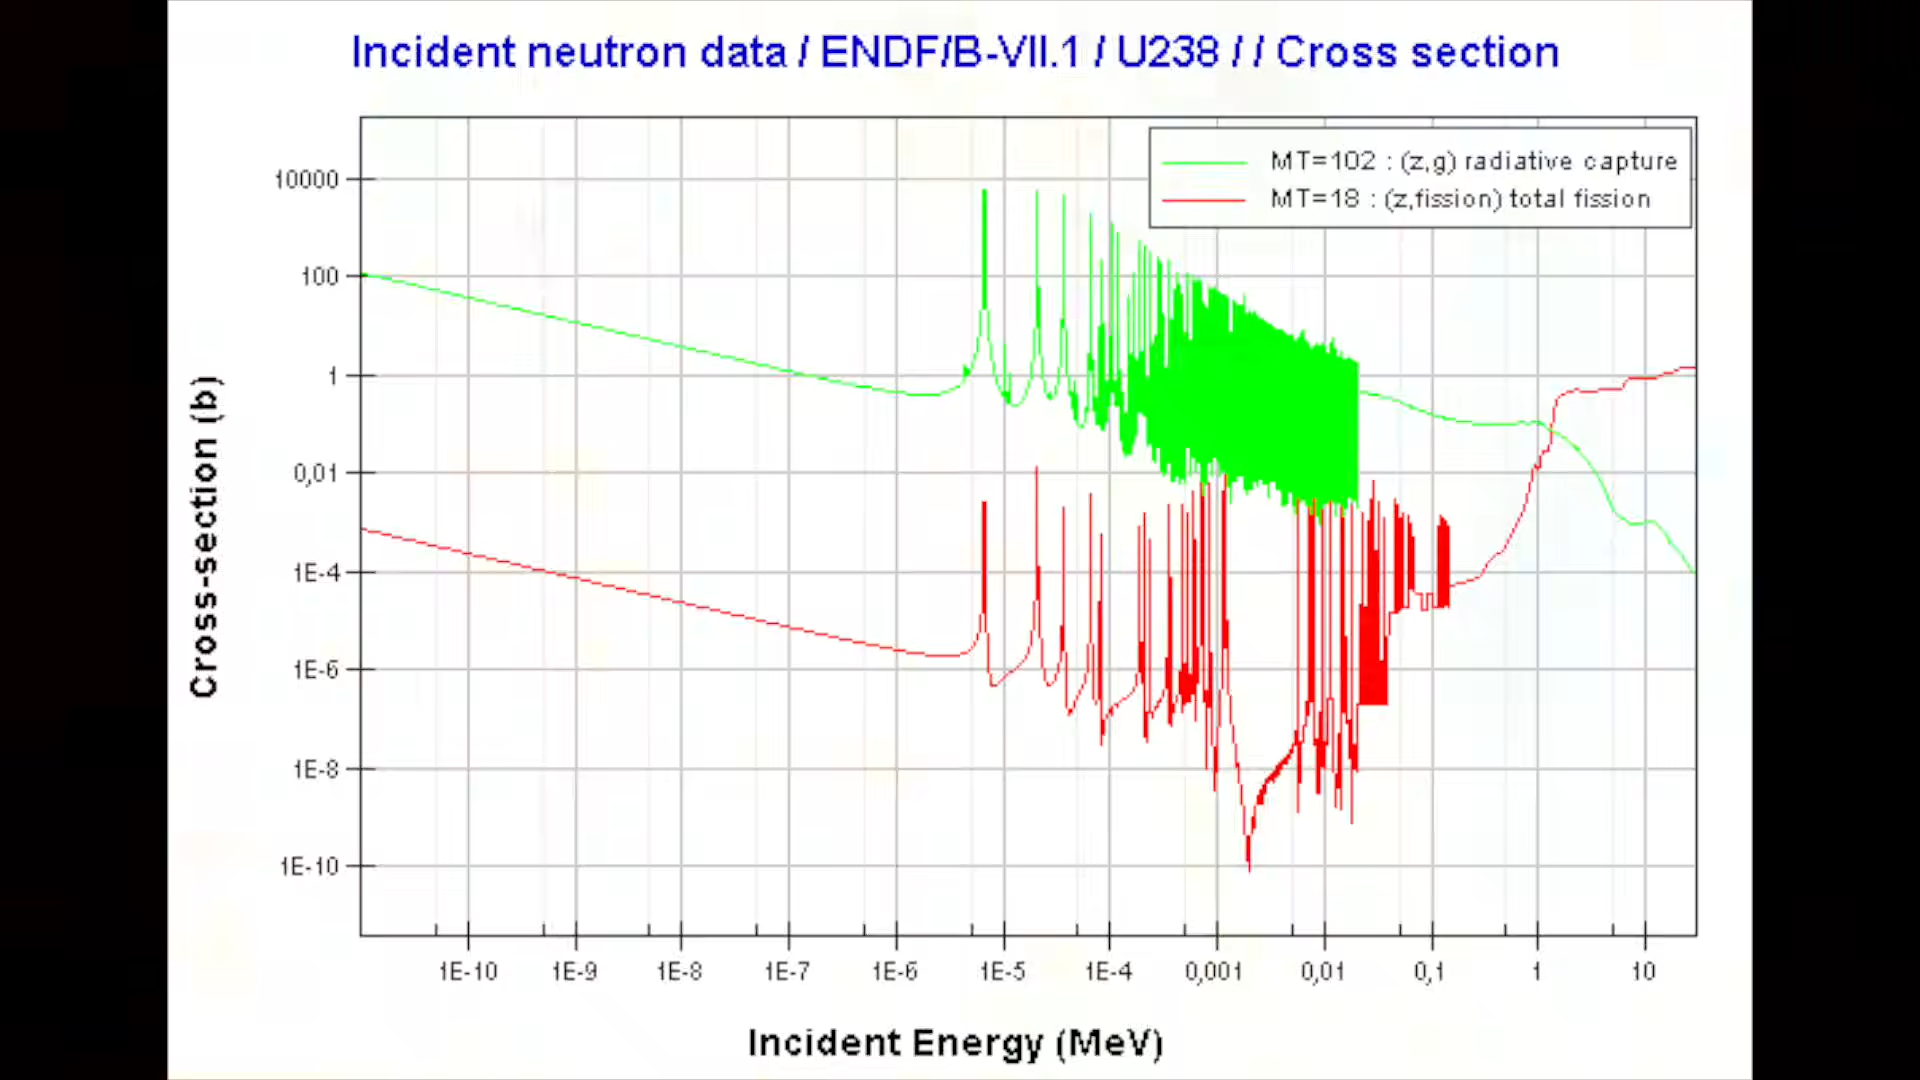 Incident neutron data / ENDF/B-VII.1 / U238 / / Cross section
MT=102 : (z,g) radiative capture
MT=18 : (z,fission) total fission
10000
100
1
0,01
1E-4
1E-6
1E-8
1E-10
Cross-section (b)
1E-10 1E-9 1E-8 1E-7 1E-6 1E-5 1E-4 0,001 0,01 0,1 1 10
Incident Energy (MeV)